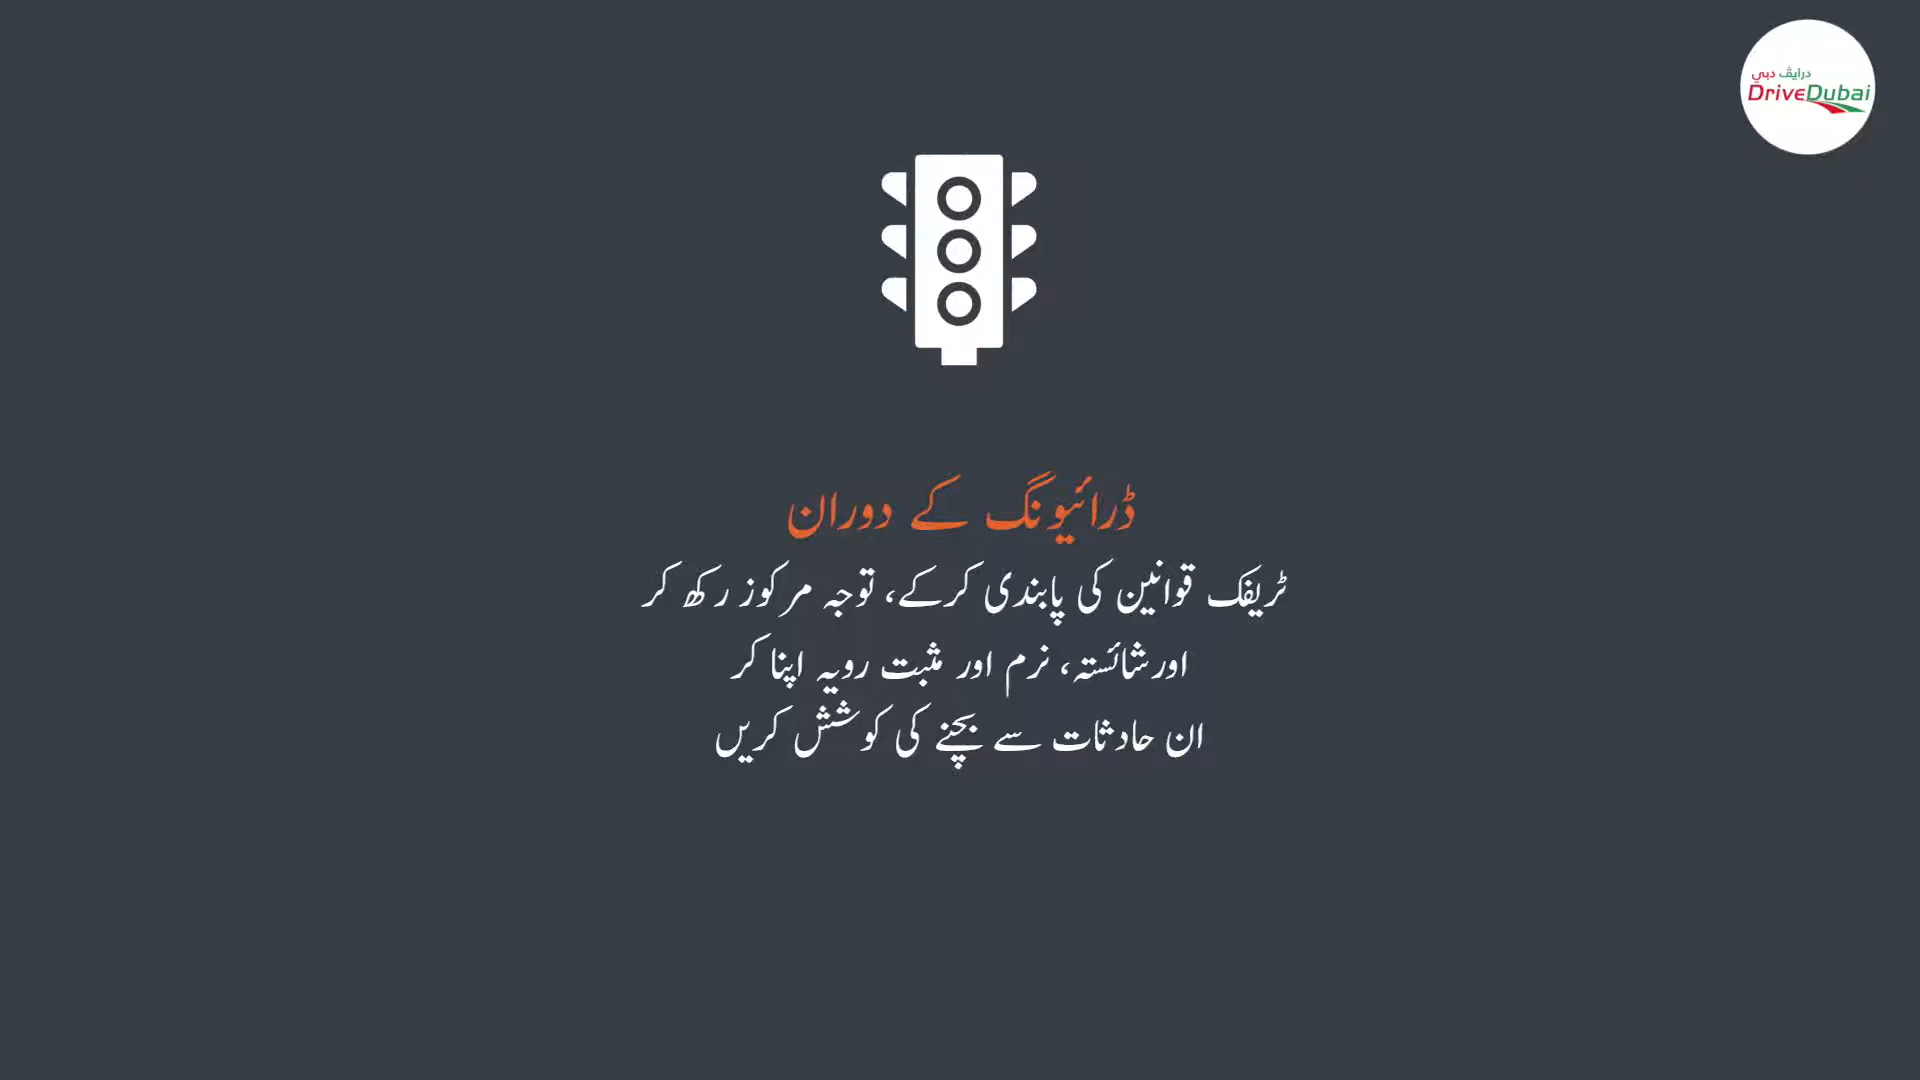 درايڤ دبي
DriveDubai
ڈرائیونگ کے دوران
ٹریفک قوانین کی پابندی کرکے، توجہ مرکوز رکھ کر
اورشائستہ، نرم اور مثبت رویہ اپنا کر
ان حادثات سے بچنے کی کوشش کریں